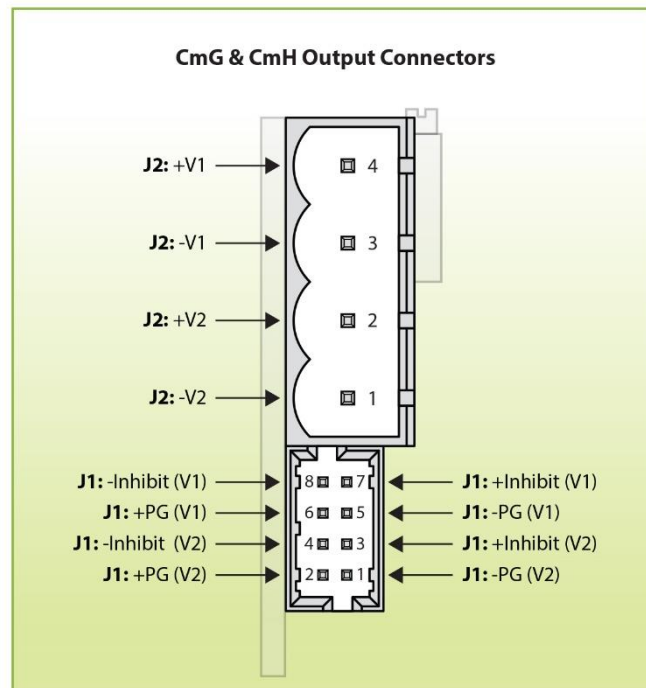 CmG & CmH Output Connectors
J2: +V1 4
J2: -V1 3
J2: +V2 2
J2: -V2 1
J1: -Inhibit (V1) 8 7 J1: +Inhibit (V1)
J1: +PG (V1) 6 5 J1: -PG (V1)
J1: -Inhibit (V2) 4 3 J1: +Inhibit (V2)
J1: +PG (V2) 2 1 J1: -PG (V2)